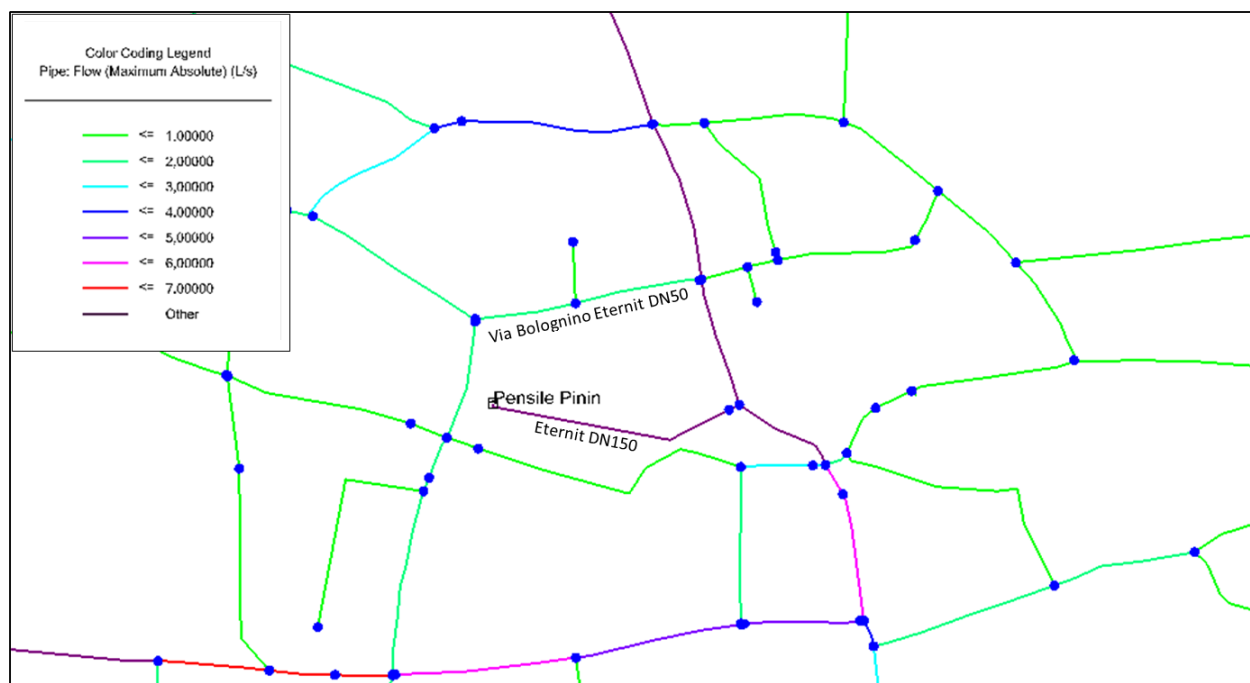 Color Coding Legend
Pipe: Flow (Maximum Absolute) (L/s)
<= 1.00000
<= 2,00000
<= 3,00000
<= 4.00000
<= 5,00000
<= 6,00000
<= 7.00000
Other
Via Bolognino Eternit DN50
Pensile Pinin
Eternit DN150